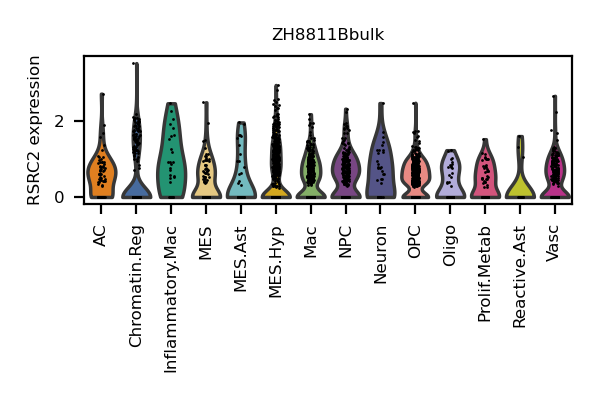 ZH8811Bbulk
RSRC2 expression
2
0
AC
Chromatin.Reg
Inflammatory.Mac
MES
MES.Ast
MES.Hyp
Mac
NPC
Neuron
OPC
Oligo
Prolif.Metab
Reactive.Ast
Vasc